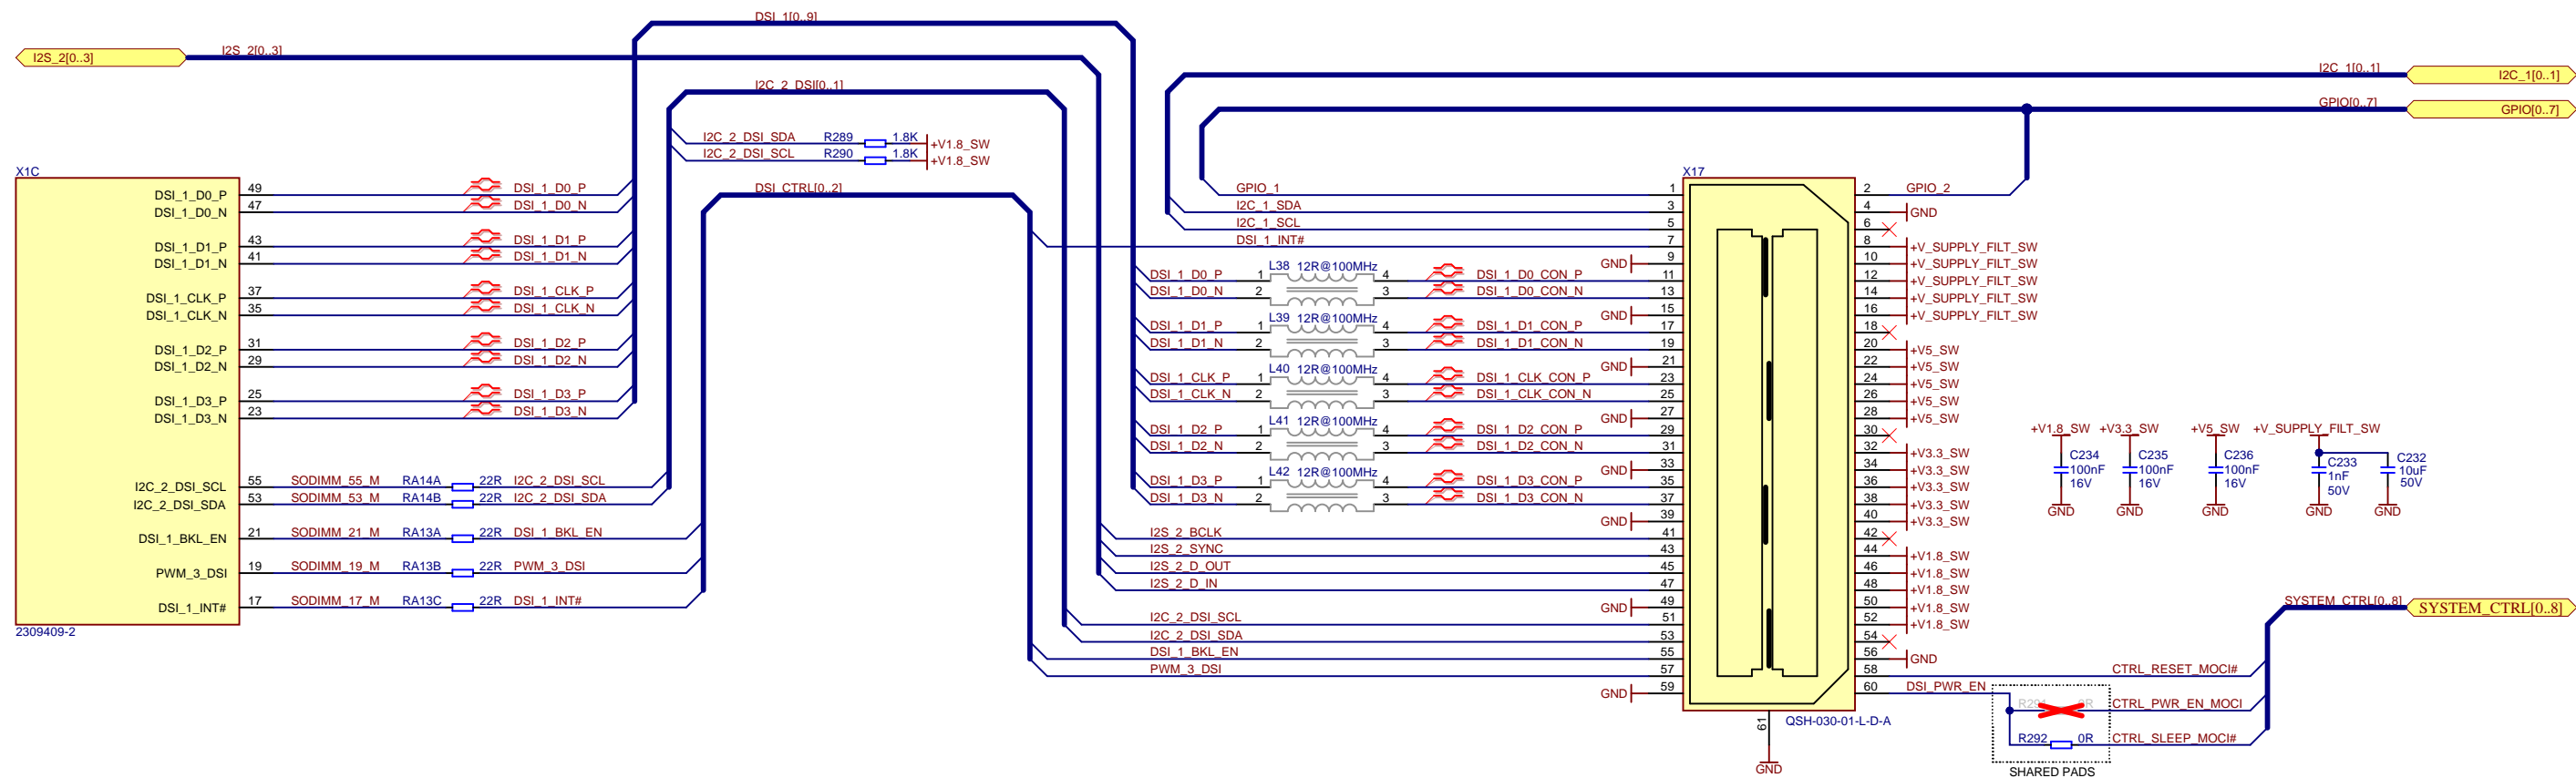 DSI_1[0..9]
I2S_2[0..3]
I2S_2[0..3]
I2C_1[0..1]
I2C_1[0..1]
I2C_2_DSI[0..1]
GPIO[0..7]
GPIO[0..7]
I2C_2_DSI_SDA R289 1.8K +V1.8_SW
I2C_2_DSI_SCL R290 1.8K +V1.8_SW
DSI_CTRL[0..2]
X1C
DSI_1_D0_P 49 DSI_1_D0_P
DSI_1_D0_N 47 DSI_1_D0_N
DSI_1_D1_P 43 DSI_1_D1_P
DSI_1_D1_N 41 DSI_1_D1_N
DSI_1_CLK_P 37 DSI_1_CLK_P
DSI_1_CLK_N 35 DSI_1_CLK_N
DSI_1_D2_P 31 DSI_1_D2_P
DSI_1_D2_N 29 DSI_1_D2_N
DSI_1_D3_P 25 DSI_1_D3_P
DSI_1_D3_N 23 DSI_1_D3_N
I2C_2_DSI_SCL 55 SODIMM_55_M RA14A 22R I2C_2_DSI_SCL
I2C_2_DSI_SDA 53 SODIMM_53_M RA14B 22R I2C_2_DSI_SDA
DSI_1_BKL_EN 21 SODIMM_21_M RA13A 22R DSI_1_BKL_EN
PWM_3_DSI 19 SODIMM_19_M RA13B 22R PWM_3_DSI
DSI_1_INT# 17 SODIMM_17_M RA13C 22R DSI_1_INT#
2309409-2
X17
GPIO_1 1 2 GPIO_2
I2C_1_SDA 3 4 GND
I2C_1_SCL 5 6
DSI_1_INT# 7 8 +V_SUPPLY_FILT_SW
GND 9 10 +V_SUPPLY_FILT_SW
L38 12R@100MHz
DSI_1_D0_P 1 4 DSI_1_D0_CON_P 11 12 +V_SUPPLY_FILT_SW
DSI_1_D0_N 2 3 DSI_1_D0_CON_N 13 14 +V_SUPPLY_FILT_SW
GND 15 16 +V_SUPPLY_FILT_SW
L39 12R@100MHz
DSI_1_D1_P 1 4 DSI_1_D1_CON_P 17 18
DSI_1_D1_N 2 3 DSI_1_D1_CON_N 19 20 +V5_SW
GND 21 22 +V5_SW
L40 12R@100MHz
DSI_1_CLK_P 1 4 DSI_1_CLK_CON_P 23 24 +V5_SW
DSI_1_CLK_N 2 3 DSI_1_CLK_CON_N 25 26 +V5_SW
GND 27 28 +V5_SW
L41 12R@100MHz
DSI_1_D2_P 1 4 DSI_1_D2_CON_P 29 30
DSI_1_D2_N 2 3 DSI_1_D2_CON_N 31 32 +V3.3_SW
GND 33 34 +V3.3_SW
L42 12R@100MHz
DSI_1_D3_P 1 4 DSI_1_D3_CON_P 35 36 +V3.3_SW
DSI_1_D3_N 2 3 DSI_1_D3_CON_N 37 38 +V3.3_SW
GND 39 40 +V3.3_SW
I2S_2_BCLK 41 42
I2S_2_SYNC 43 44 +V1.8_SW
I2S_2_D_OUT 45 46 +V1.8_SW
I2S_2_D_IN 47 48 +V1.8_SW
GND 49 50 +V1.8_SW
I2C_2_DSI_SCL 51 52 +V1.8_SW
I2C_2_DSI_SDA 53 54
DSI_1_BKL_EN 55 56 GND
PWM_3_DSI 57 58 CTRL_RESET_MOCI#
GND 59 60 DSI_PWR_EN
61
GND
QSH-030-01-L-D-A
+V1.8_SW +V3.3_SW +V5_SW +V_SUPPLY_FILT_SW
C234 C235 C236 C233 C232
100nF 100nF 100nF 1nF 10uF
16V 16V 16V 50V 50V
GND GND GND GND GND
SYSTEM_CTRL[0..8]
SYSTEM_CTRL[0..8]
CTRL_PWR_EN_MOCI
R292 0R CTRL_SLEEP_MOCI#
SHARED PADS